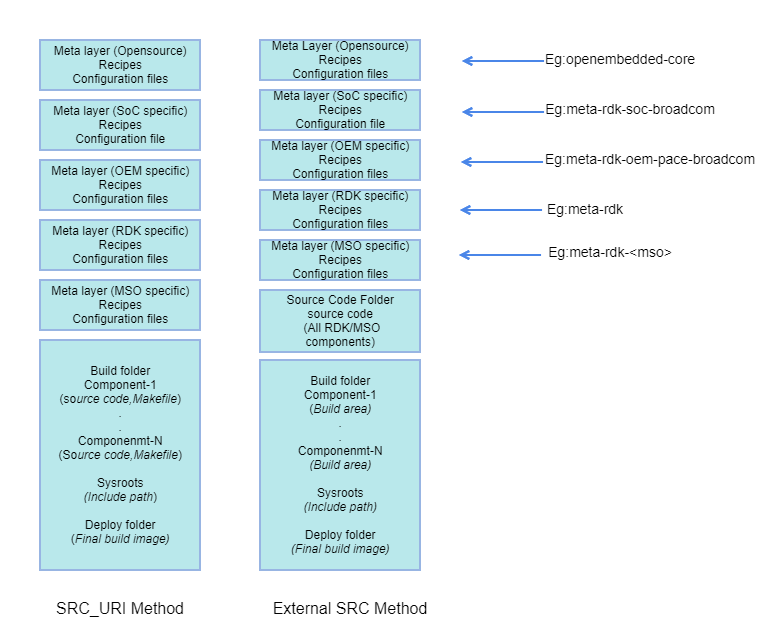 Meta layer (Opensource)
Recipes
Configuration files
Meta layer (SoC specific)
Recipes
Configuration file
Meta layer (OEM specific)
Recipes
Configuration files
Meta layer (RDK specific)
Recipes
Configuration files
Meta layer (MSO specific)
Recipes
Configuration files
Build folder
Component-1
(source code,Makefile)
.
.
Componenmt-N
(Source code,Makefile)
Sysroots
(Include path)
Deploy folder
(Final build image)
SRC_URI Method
Meta Layer (Opensource)
Recipes
Configuration files
Meta layer (SoC specific)
Recipes
Configuration file
Meta layer (OEM specific)
Recipes
Configuration files
Meta layer (RDK specific)
Recipes
Configuration files
Meta layer (MSO specific)
Recipes
Configuration files
Source Code Folder
source code
(All RDK/MSO
components)
Build folder
Component-1
(Build area)
.
.
Componenmt-N
(Build area)
Sysroots
(Include path)
Deploy folder
(Final build image)
External SRC Method
Eg:openembedded-core
Eg:meta-rdk-soc-broadcom
Eg:meta-rdk-oem-pace-broadcom
Eg:meta-rdk
Eg:meta-rdk-<mso>